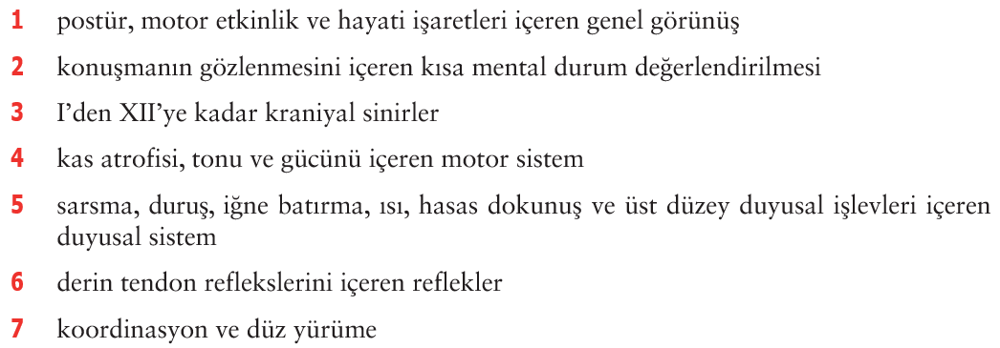 1 postür, motor etkinlik ve hayati işaretleri içeren genel görünüş
2 konuşmanın gözlenmesini içeren kısa mental durum değerlendirilmesi
3 I’den XII’ye kadar kraniyal sinirler
4 kas atrofisi, tonu ve gücünü içeren motor sistem
5 sarsma, duruş, iğne batırma, ısı, hasas dokunuş ve üst düzey duyusal işlevleri içeren
duyusal sistem
6 derin tendon reflekslerini içeren reflekler
7 koordinasyon ve düz yürüme